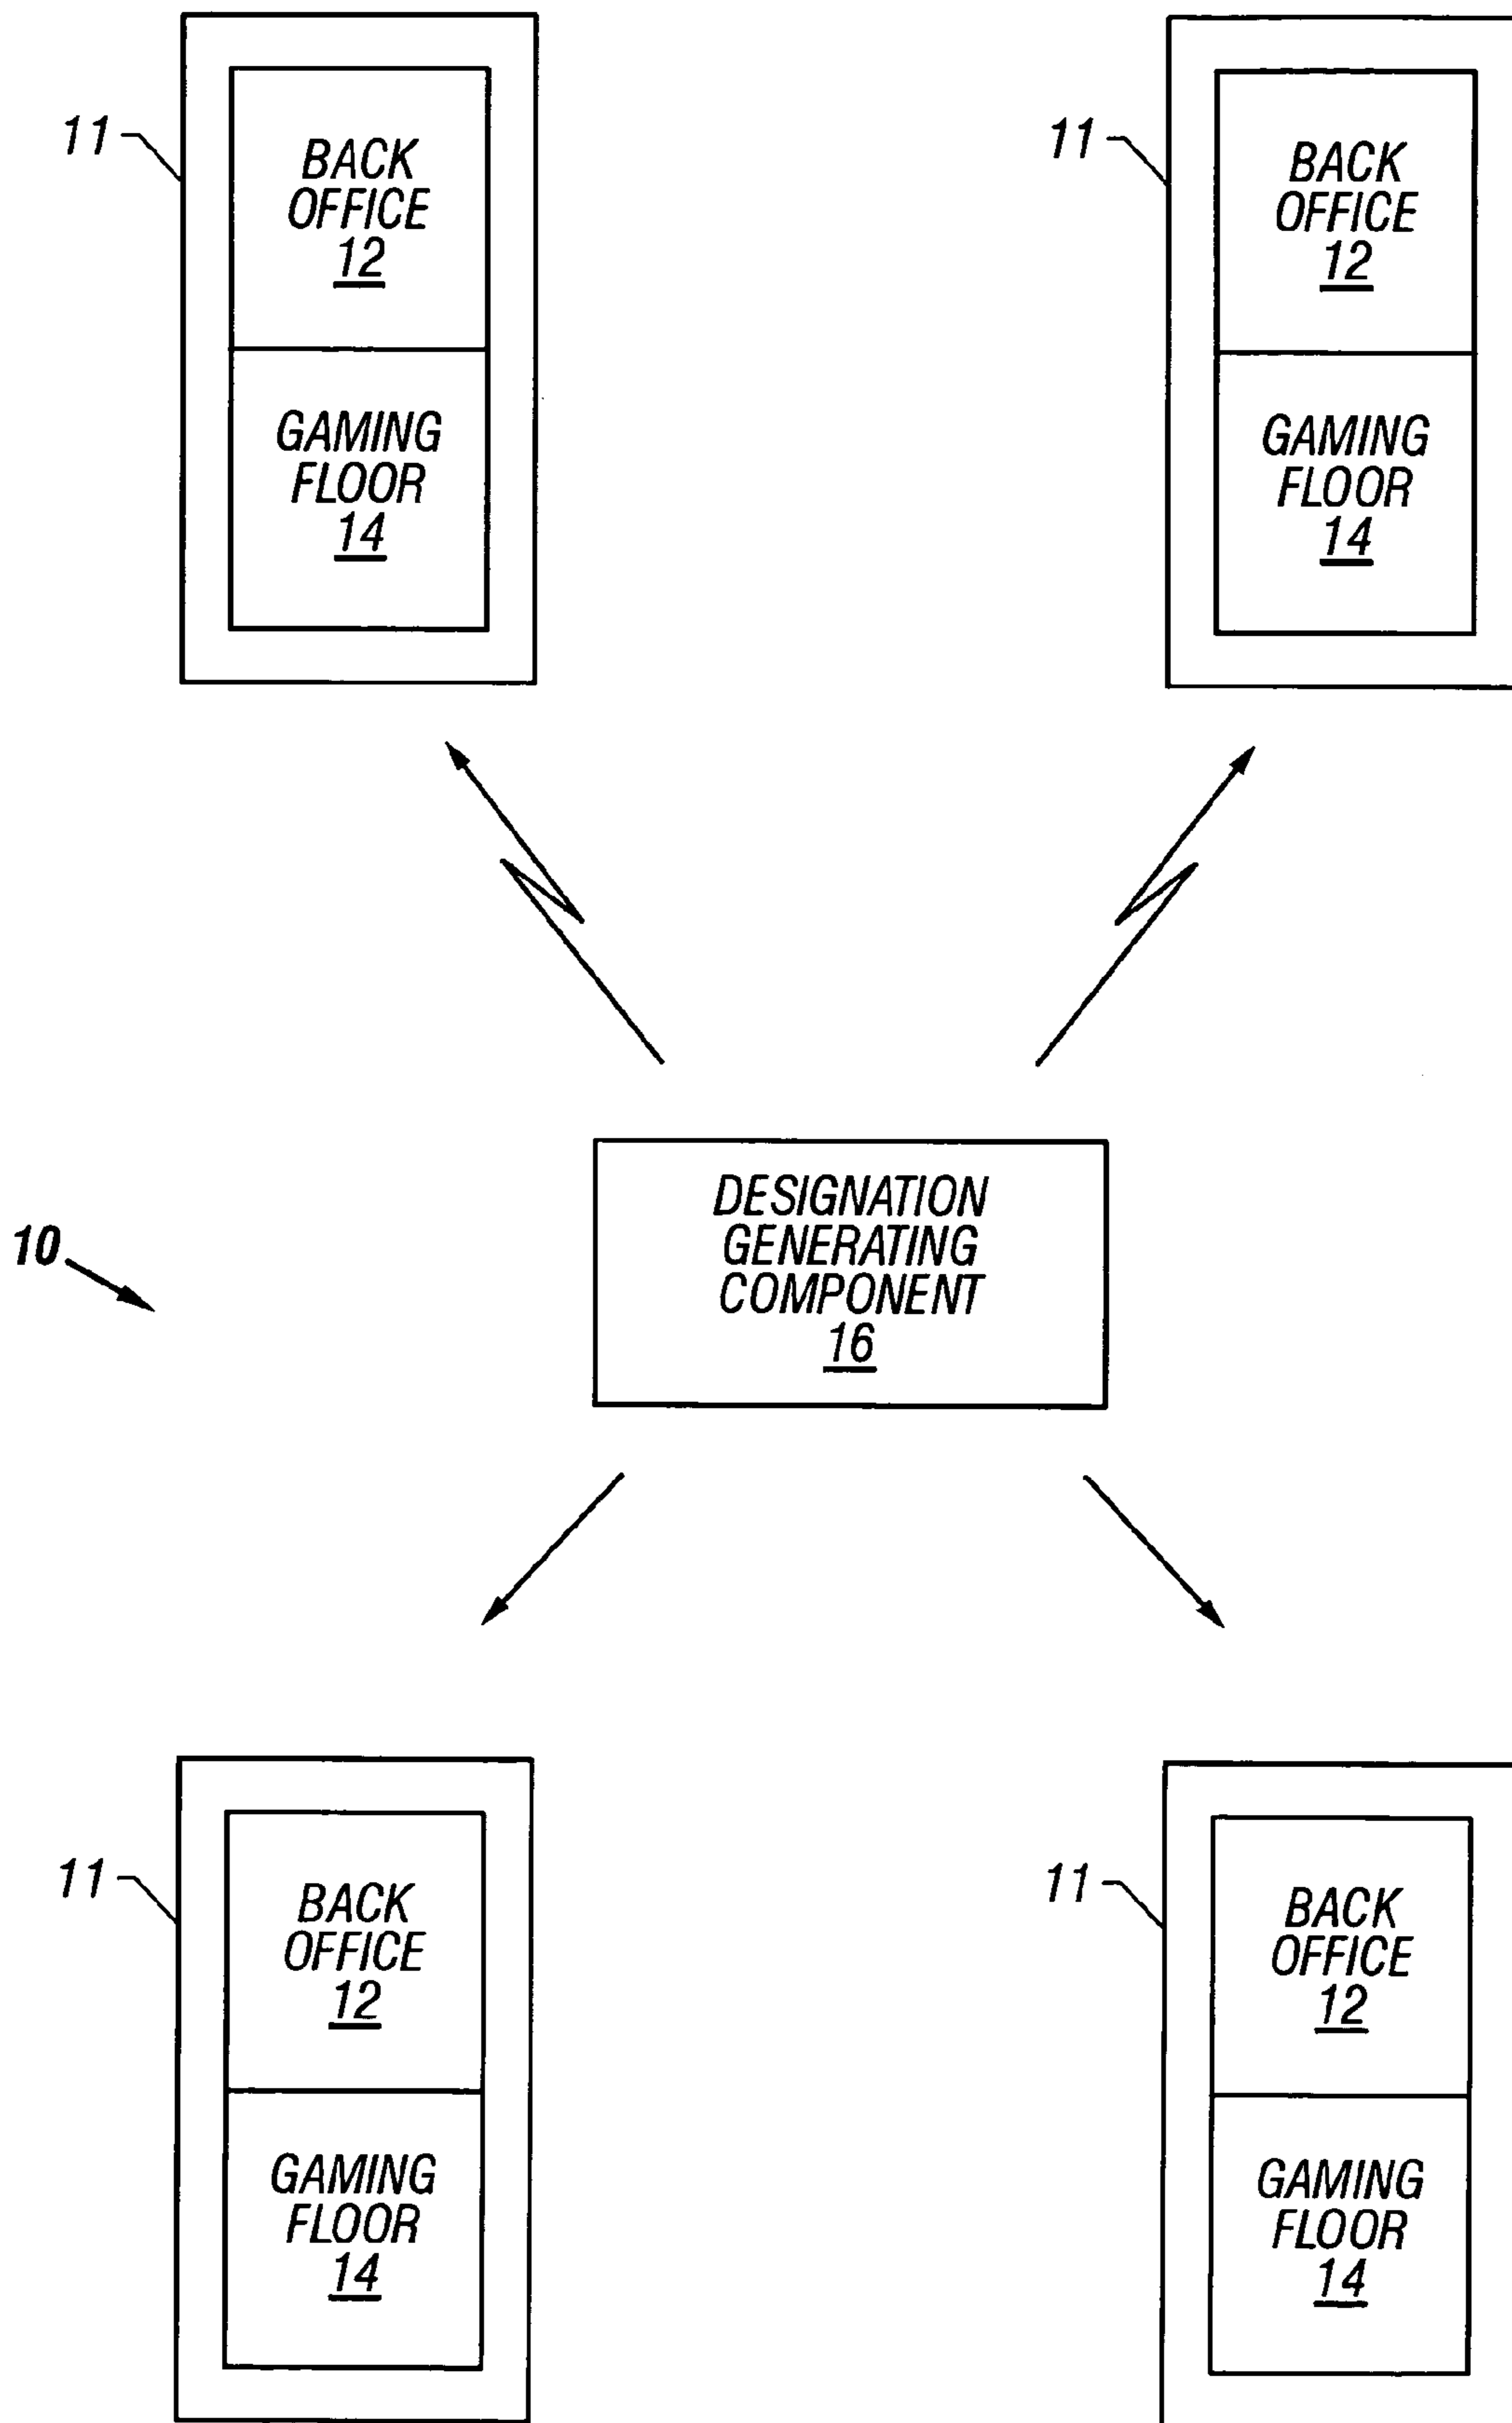 11
BACK
OFFICE
12
GAMING
FLOOR
14
11
BACK
OFFICE
12
GAMING
FLOOR
14
10
DESIGNATION
GENERATING
COMPONENT
16
11
BACK
OFFICE
12
GAMING
FLOOR
14
11
BACK
OFFICE
12
GAMING
FLOOR
14